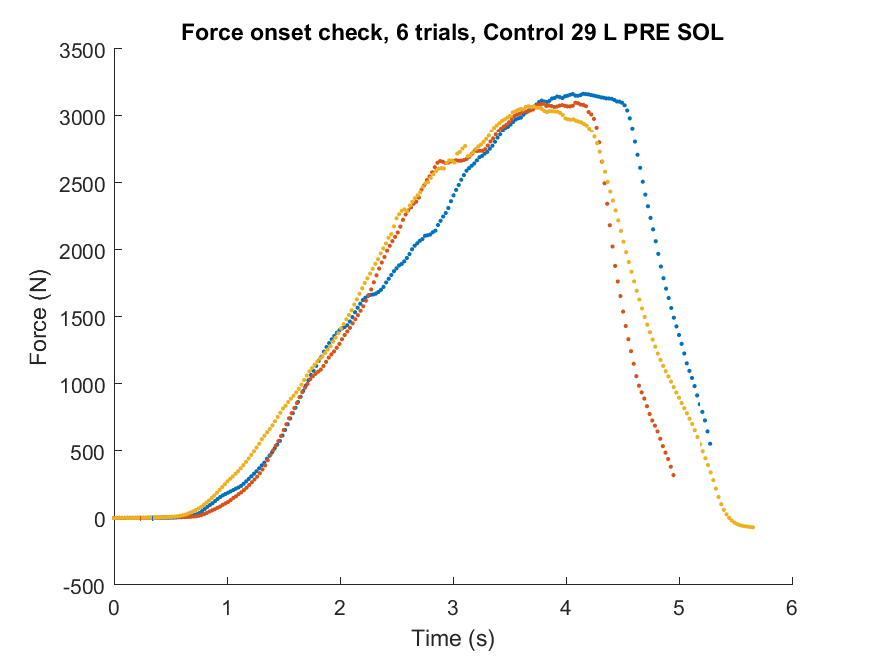 Force onset check, 6 trials, Control 29 L PRE SOL
3500
3000
2500
2000
1500
1000
500
0
-500
Force (N)
0 1 2 3 4 5 6
Time (s)